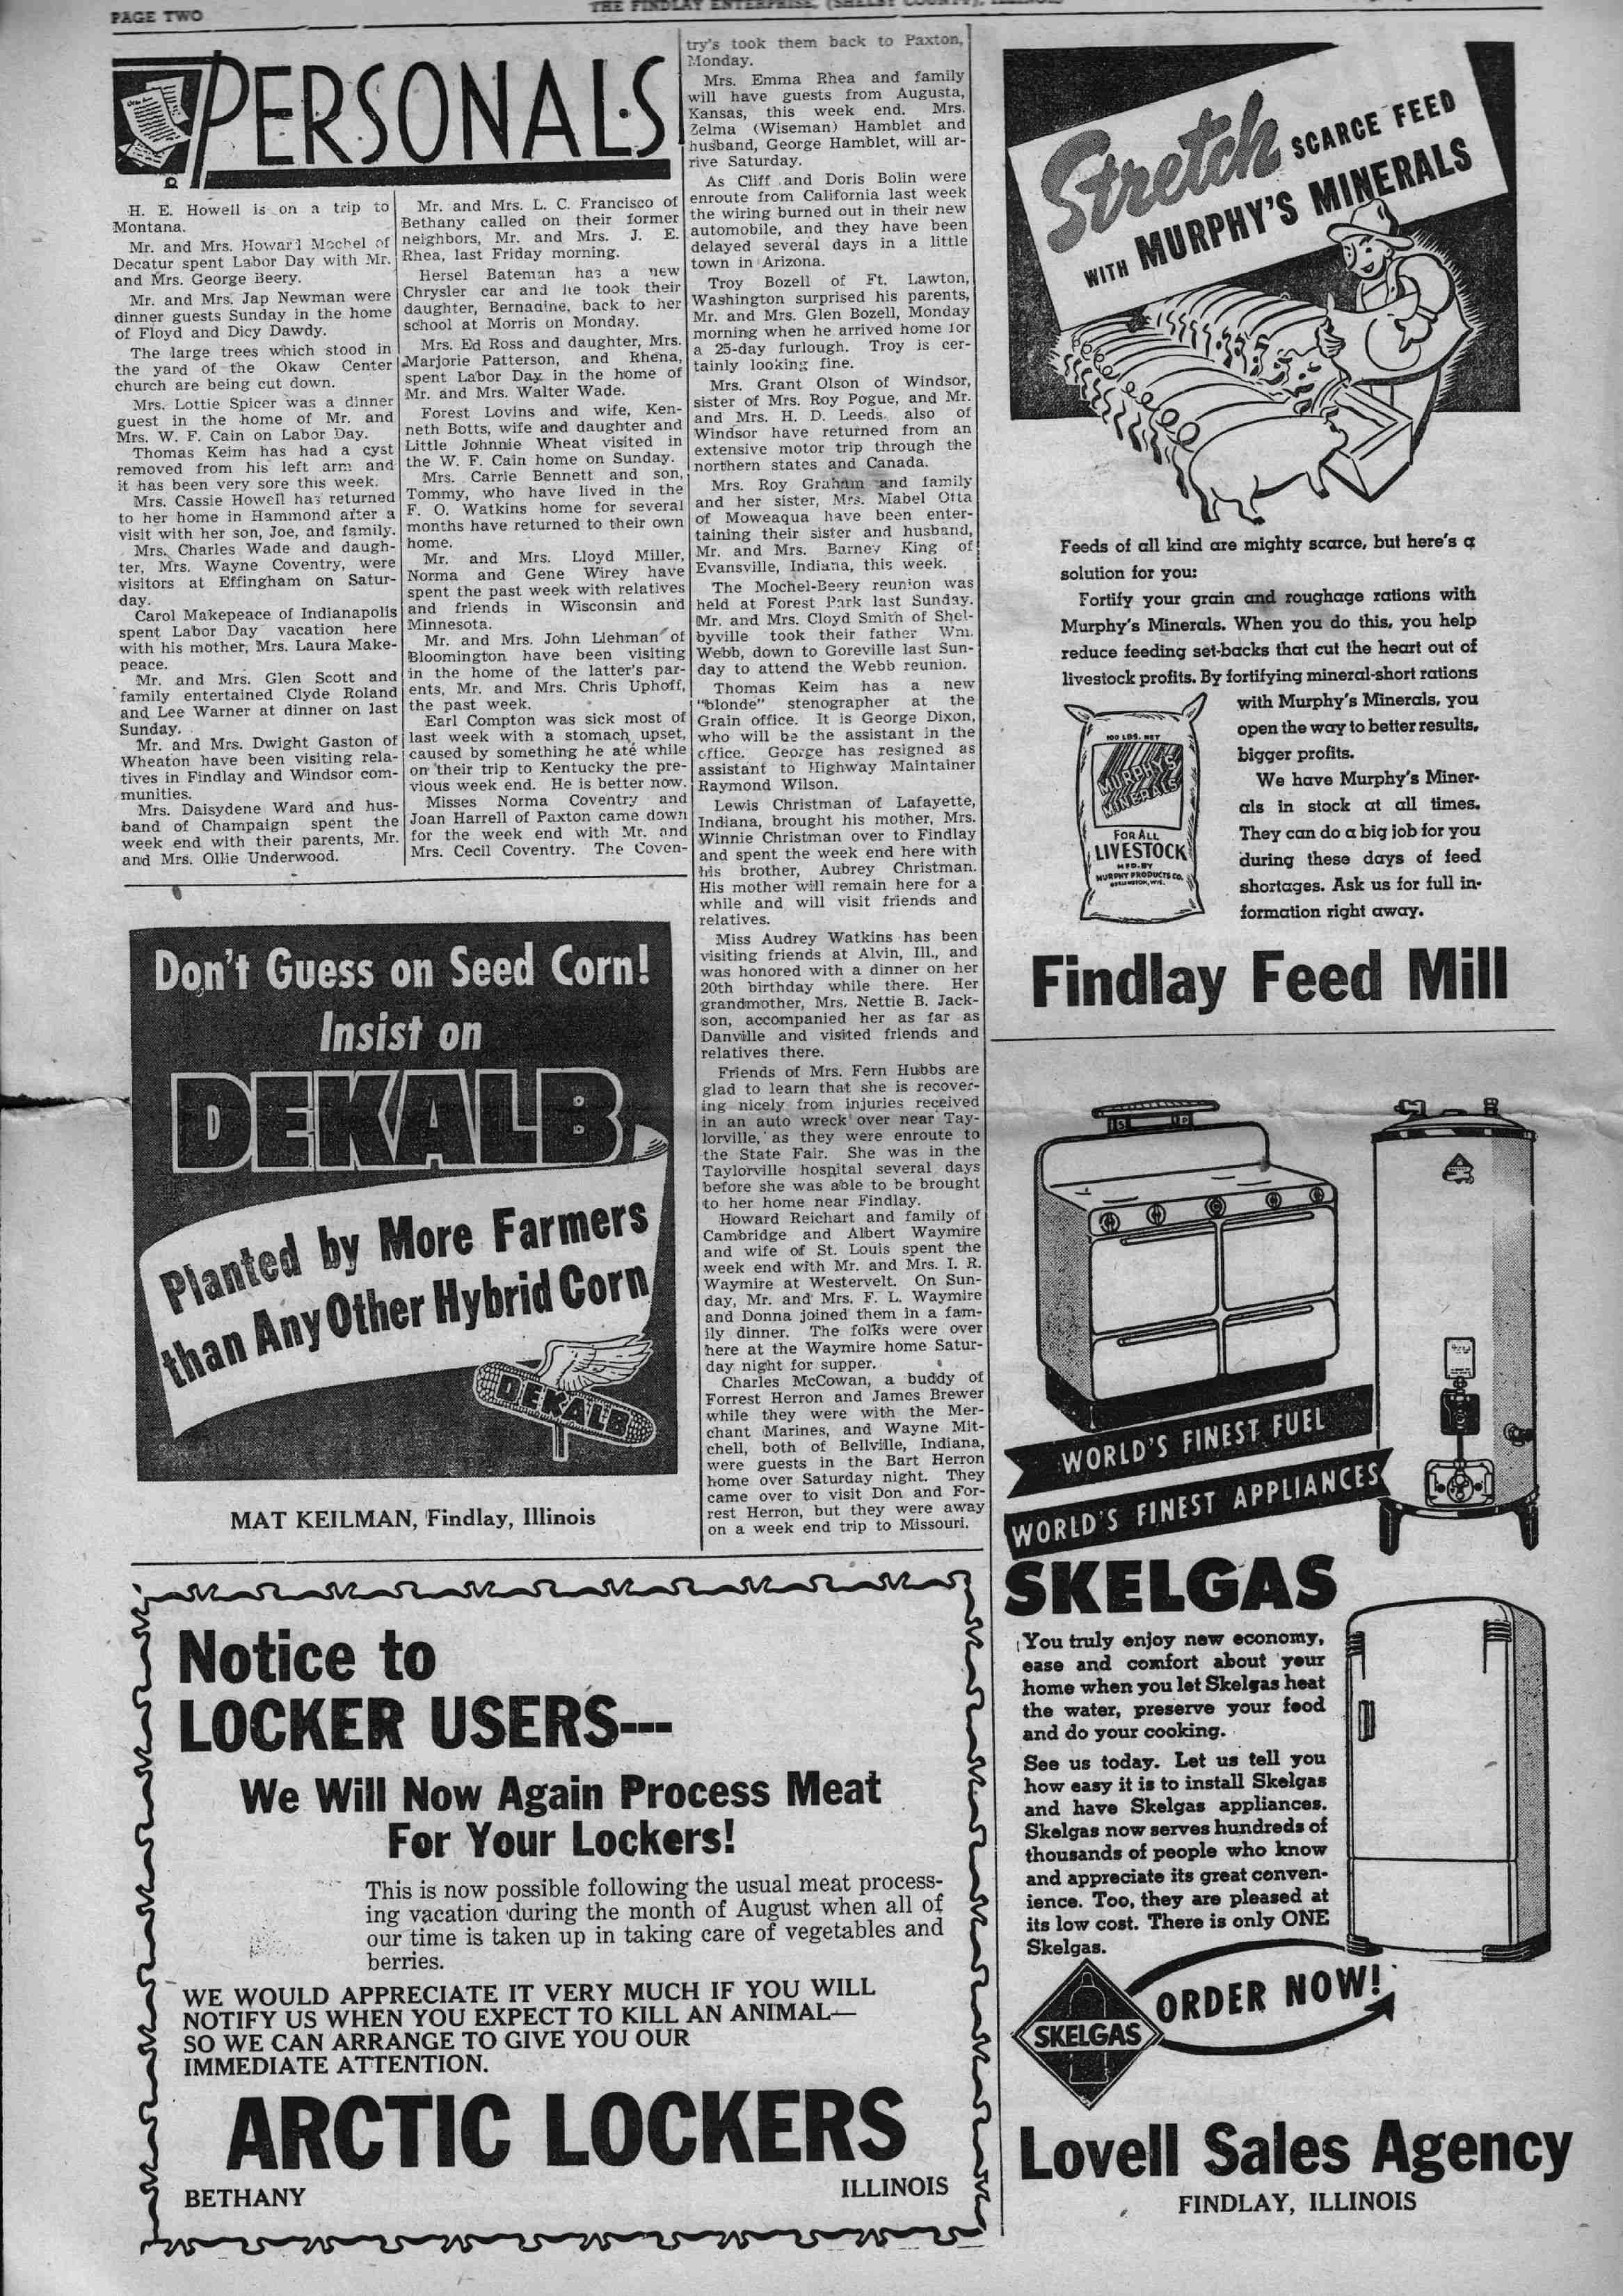 PAGE TWO
THE FINDLAY ENTERPRISE, (SHELBY COUNTY), ILLINOIS
PERSONALS
H. E. Howell is on a trip to
Montana.
Mr. and Mrs. Howard Mochel of
Decatur spent Labor Day with Mr.
and Mrs. George Beery.
Mr. and Mrs. Jap Newman were
dinner guests Sunday in the home
of Floyd and Dicy Dawdy.
The large trees which stood in
the yard of the Okaw Center
church are being cut down.
Mrs. Lottie Spicer was a dinner
guest in the home of Mr. and
Mrs. W. F. Cain on Labor Day.
Thomas Keim has had a cyst
removed from his left arm and
it has been very sore this week.
Mrs. Cassie Howell has returned
to her home in Hammond after a
visit with her son, Joe, and family.
Mrs. Charles Wade and daugh-
ter, Mrs. Wayne Coventry, were
visitors at Effingham on Satur-
day.
Carol Makepeace of Indianapolis
spent Labor Day vacation here
with his mother, Mrs. Laura Make-
peace.
Mr. and Mrs. Glen Scott and
family entertained Clyde Roland
and Lee Warner at dinner on last
Sunday.
Mr. and Mrs. Dwight Gaston of
Wheaton have been visiting rela-
tives in Findlay and Windsor com-
munities.
Mrs. Daisydene Ward and hus-
band of Champaign spent the
week end with their parents, Mr.
and Mrs. Ollie Underwood.
Mr. and Mrs. L. C. Francisco of
Bethany called on their former
neighbors, Mr. and Mrs. J. E.
Rhea, last Friday morning.
Hersel Bateman has a new
Chrysler car and he took their
daughter, Bernadine, back to her
school at Morris on Monday.
Mrs. Ed Ross and daughter, Mrs.
Marjorie Patterson, and Rhena,
spent Labor Day in the home of
Mr. and Mrs. Walter Wade.
Forest Lovins and wife, Ken-
neth Botts, wife and daughter and
Little Johnnie Wheat visited in
the W. F. Cain home on Sunday.
Mrs. Carrie Bennett and son,
Tommy, who have lived in the
F. O. Watkins home for several
months have returned to their own
home.
Mr. and Mrs. Lloyd Miller,
Norma and Gene Wirey have
spent the past week with relatives
and friends in Wisconsin and
Minnesota.
Mr. and Mrs. John Liehman of
Bloomington have been visiting
in the home of the latter's par-
ents, Mr. and Mrs. Chris Uphoff,
the past week.
Earl Compton was sick most of
last week with a stomach upset,
caused by something he ate while
on their trip to Kentucky the pre-
vious week end. He is better now.
Misses Norma Coventry and
Joan Harrell of Paxton came down
for the week end with Mr. and
Mrs. Cecil Coventry. The Coven-
try's took them back to Paxton,
Monday.
Mrs. Emma Rhea and family
will have guests from Augusta,
Kansas, this week end. Mrs.
Zelma (Wiseman) Hamblet and
husband, George Hamblet, will ar-
rive Saturday.
As Cliff and Doris Bolin were
enroute from California last week
the wiring burned out in their new
automobile, and they have been
delayed several days in a little
town in Arizona.
Troy Bozell of Ft. Lawton,
Washington surprised his parents,
Mr. and Mrs. Glen Bozell, Monday
morning when he arrived home for
a 25-day furlough. Troy is cer-
tainly looking fine.
Mrs. Grant Olson of Windsor,
sister of Mrs. Roy Pogue, and Mr.
and Mrs. H. D. Leeds also of
Windsor have returned from an
extensive motor trip through the
northern states and Canada.
Mrs. Roy Graham and family
and her sister, Mrs. Mabel Otta
of Moweaqua have been enter-
taining their sister and husband,
Mr. and Mrs. Barney King of
Evansville, Indiana, this week.
The Mochel-Beery reunion was
held at Forest Park last Sunday.
Mr. and Mrs. Cloyd Smith of Shel-
byville took their father Wm.
Webb, down to Goreville last Sun-
day to attend the Webb reunion.
Thomas Keim has a new
"blonde" stenographer at the
Grain office. It is George Dixon,
who will be the assistant in the
office. George has resigned as
assistant to Highway Maintainer
Raymond Wilson.
Lewis Christman of Lafayette,
Indiana, brought his mother, Mrs.
Winnie Christman over to Findlay
and spent the week end here with
his brother, Aubrey Christman.
His mother will remain here for a
while and will visit friends and
relatives.
Miss Audrey Watkins has been
visiting friends at Alvin, Ill., and
was honored with a dinner on her
20th birthday while there. Her
grandmother, Mrs. Nettie B. Jack-
son, accompanied her as far as
Danville and visited friends and
relatives there.
Friends of Mrs. Fern Hubbs are
glad to learn that she is recover-
ing nicely from injuries received
in an auto wreck over near Tay-
lorville, as they were enroute to
the State Fair. She was in the
Taylorville hospital several days
before she was able to be brought
to her home near Findlay.
Howard Reichart and family of
Cambridge and Albert Waymire
and wife of St. Louis spent the
week end with Mr. and Mrs. I. R.
Waymire at Westervelt. On Sun-
day, Mr. and Mrs. F. L. Waymire
and Donna joined them in a fam-
ily dinner. The folks were over
here at the Waymire home Satur-
day night for supper.
Charles McCowan, a buddy of
Forrest Herron and James Brewer
while they were with the Mer-
chant Marines, and Wayne Mit-
chell, both of Bellville, Indiana,
were guests in the Bart Herron
home over Saturday night. They
came over to visit Don and For-
rest Herron, but they were away
on a week end trip to Missouri.
Don't Guess on Seed Corn!
Insist on
DEKALB
Planted by More Farmers
than Any Other Hybrid Corn
DEKALB
MAT KEILMAN, Findlay, Illinois
Notice to
LOCKER USERS---
We Will Now Again Process Meat
For Your Lockers!
This is now possible following the usual meat process-
ing vacation during the month of August when all of
our time is taken up in taking care of vegetables and
berries.
WE WOULD APPRECIATE IT VERY MUCH IF YOU WILL
NOTIFY US WHEN YOU EXPECT TO KILL AN ANIMAL—
SO WE CAN ARRANGE TO GIVE YOU OUR
IMMEDIATE ATTENTION.
ARCTIC LOCKERS
BETHANY ILLINOIS
Stretch SCARCE FEED
WITH MURPHY'S MINERALS
Feeds of all kind are mighty scarce, but here's a
solution for you:
Fortify your grain and roughage rations with
Murphy's Minerals. When you do this, you help
reduce feeding set-backs that cut the heart out of
livestock profits. By fortifying mineral-short rations
with Murphy's Minerals, you
open the way to better results,
bigger profits.
We have Murphy's Miner-
als in stock at all times.
They can do a big job for you
during these days of feed
shortages. Ask us for full in-
formation right away.
100 LBS. NET
MURPHY'S
MINERALS
FOR ALL
LIVESTOCK
MFD. BY
MURPHY PRODUCTS CO.
BURLINGTON, WIS.
Findlay Feed Mill
WORLD'S FINEST FUEL
WORLD'S FINEST APPLIANCES
SKELGAS
You truly enjoy new economy,
ease and comfort about your
home when you let Skelgas heat
the water, preserve your food
and do your cooking.
See us today. Let us tell you
how easy it is to install Skelgas
and have Skelgas appliances.
Skelgas now serves hundreds of
thousands of people who know
and appreciate its great conven-
ience. Too, they are pleased at
its low cost. There is only ONE
Skelgas.
SKELGAS
ORDER NOW!
Lovell Sales Agency
FINDLAY, ILLINOIS